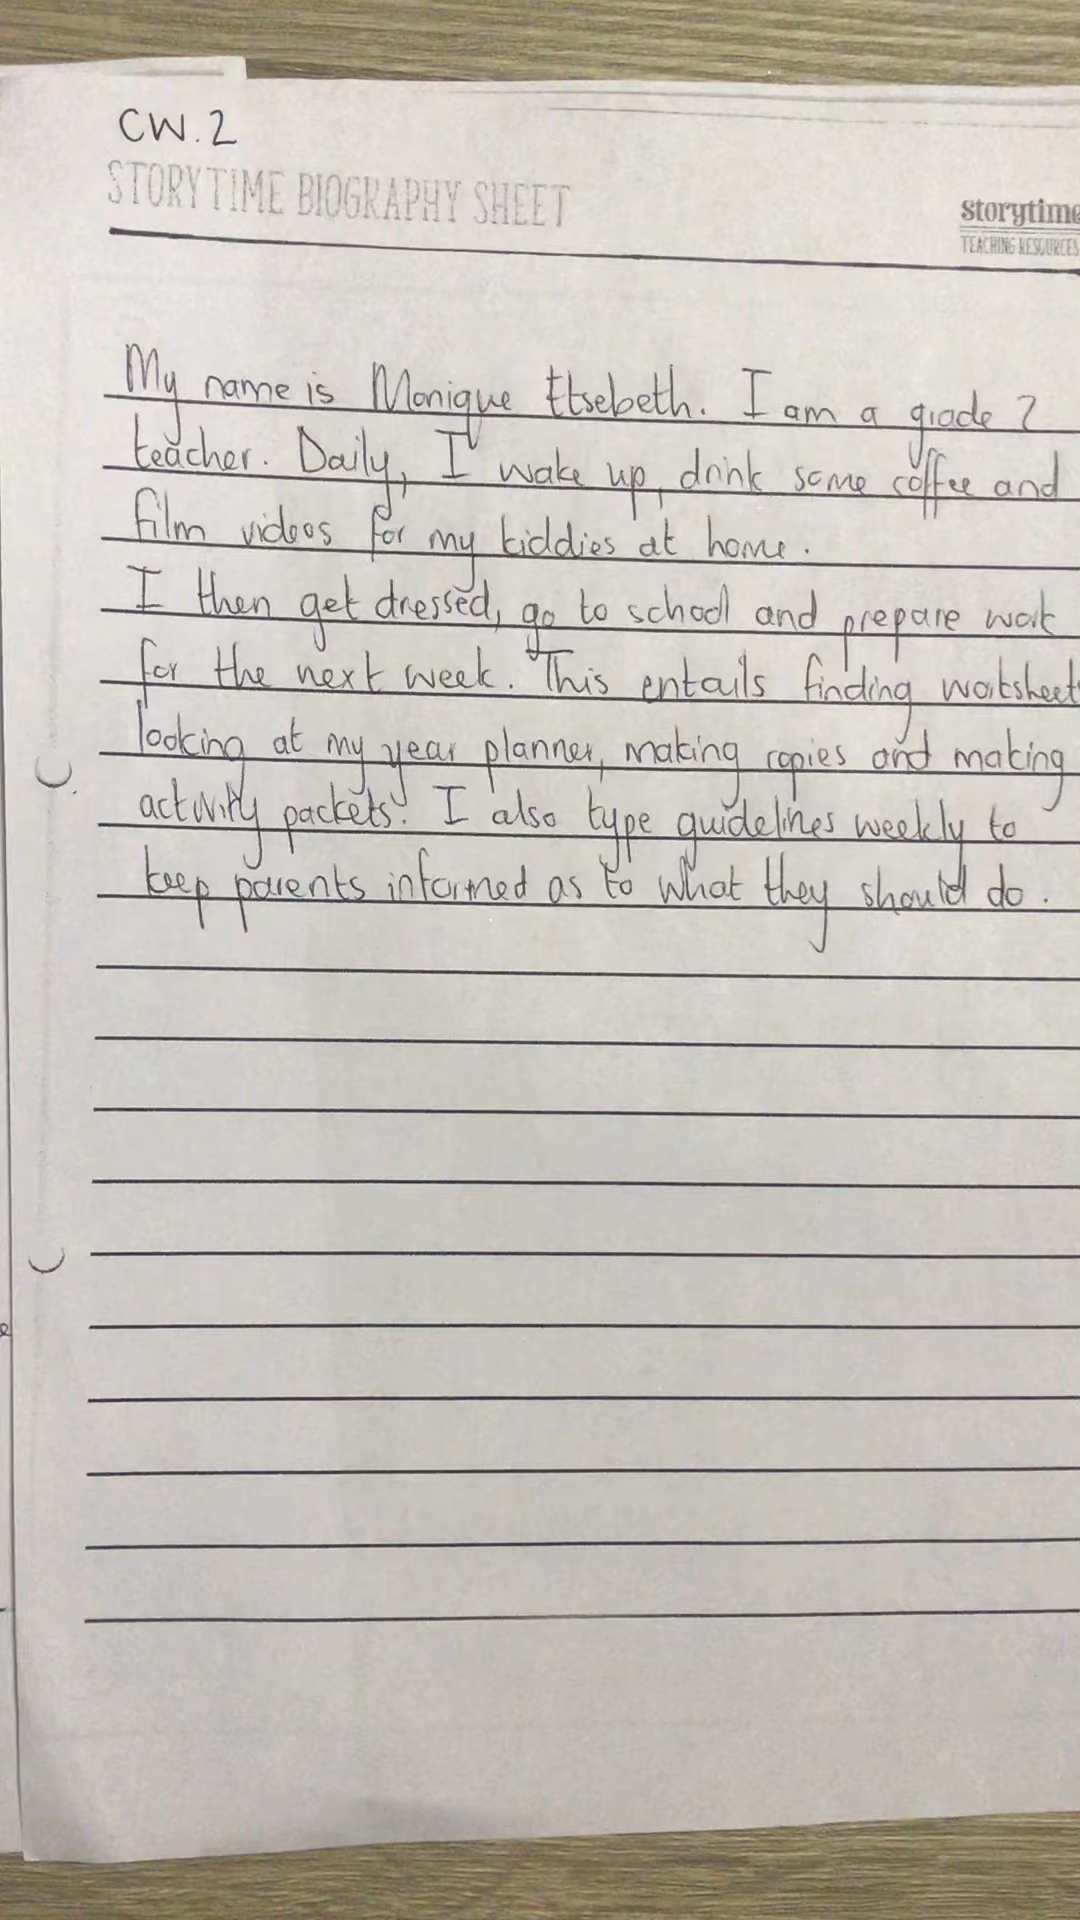 CW.2
STORYTIME BIOGRAPHY SHEET
storytime
TEACHING RESOURCES
My name is Monique Etsebeth. I am a grade 2
teacher. Daily, I wake up, drink some coffee and
film videos for my kiddies at home.
I then get dressed, go to school and prepare work
for the next week. This entails finding worksheet
looking at my year planner, making copies and making
activity packets. I also type guidelines weekly to
keep parents informed as to what they should do.